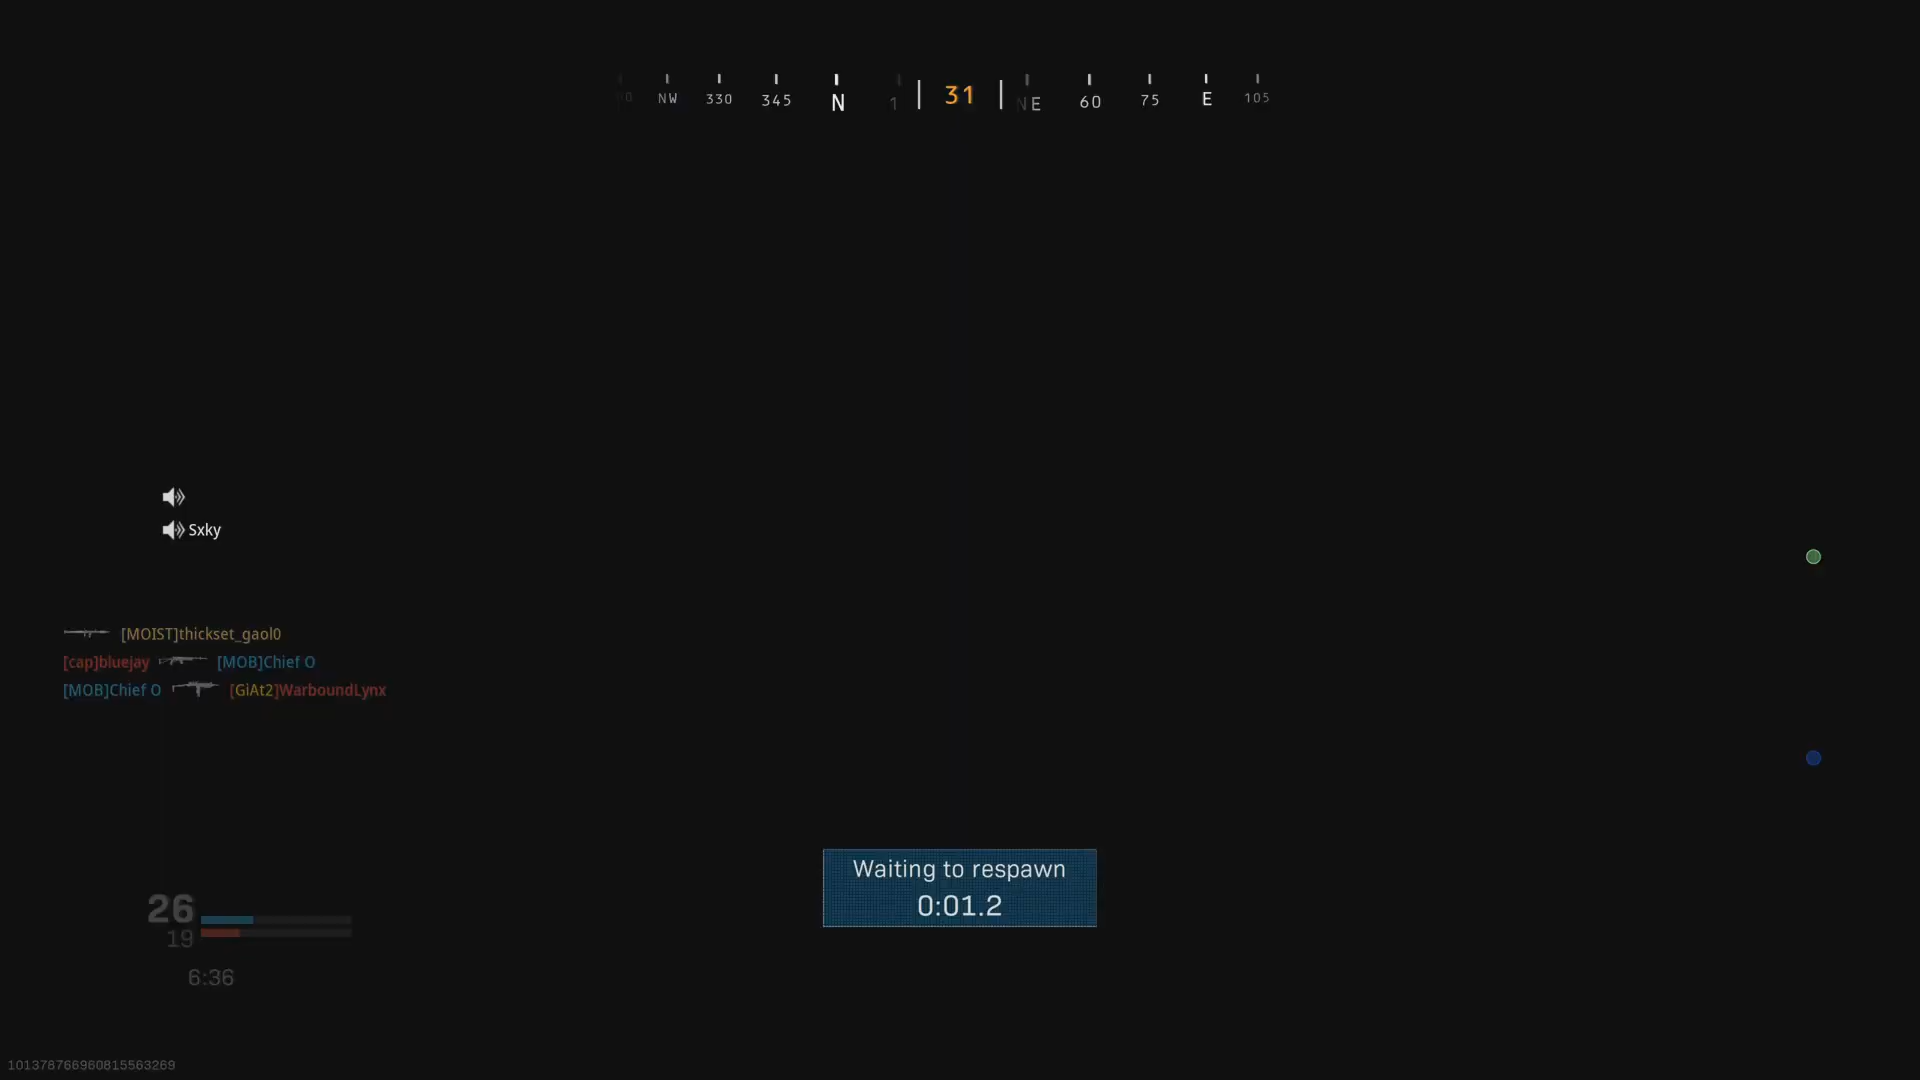 NW 330 345 N 1 31 NE 60 75 E 105
Sxky
[MOIST]thickset_gaol0
[cap]bluejay [MOB]Chief O
[MOB]Chief O [GiAt2]WarboundLynx
Waiting to respawn
0:01.2
26
19
6:36
101378766960815563269